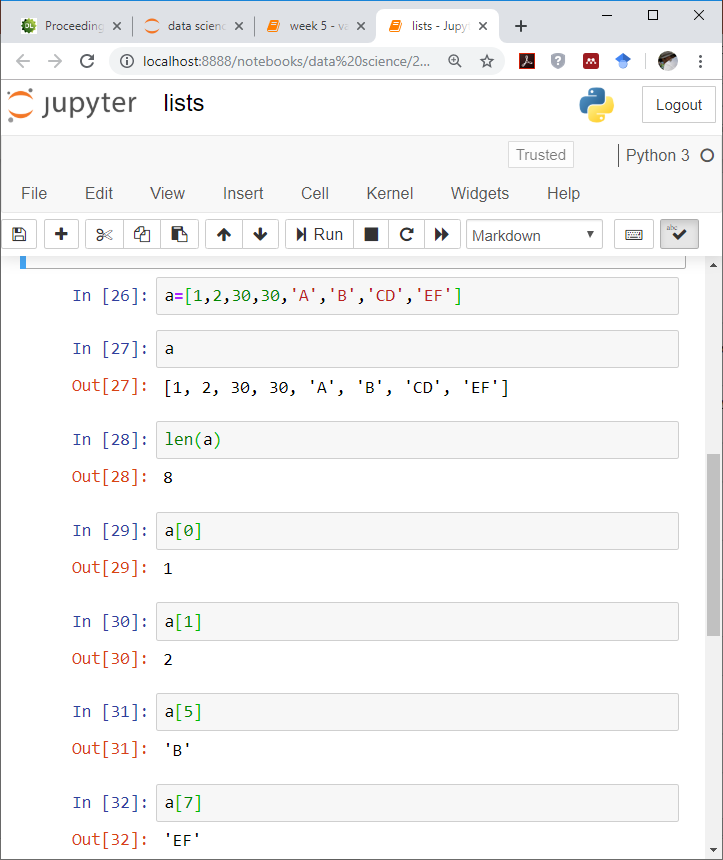 Proceeding
data scienc
week 5 - va
lists - Jupyt
localhost:8888/notebooks/data%20science/2...
jupyter lists
Logout
Trusted
Python 3
File Edit View Insert Cell Kernel Widgets Help
Run
Markdown
abc
In [26]: a=[1,2,30,30,'A','B','CD','EF']
In [27]: a
Out[27]: [1, 2, 30, 30, 'A', 'B', 'CD', 'EF']
In [28]: len(a)
Out[28]: 8
In [29]: a[0]
Out[29]: 1
In [30]: a[1]
Out[30]: 2
In [31]: a[5]
Out[31]: 'B'
In [32]: a[7]
Out[32]: 'EF'